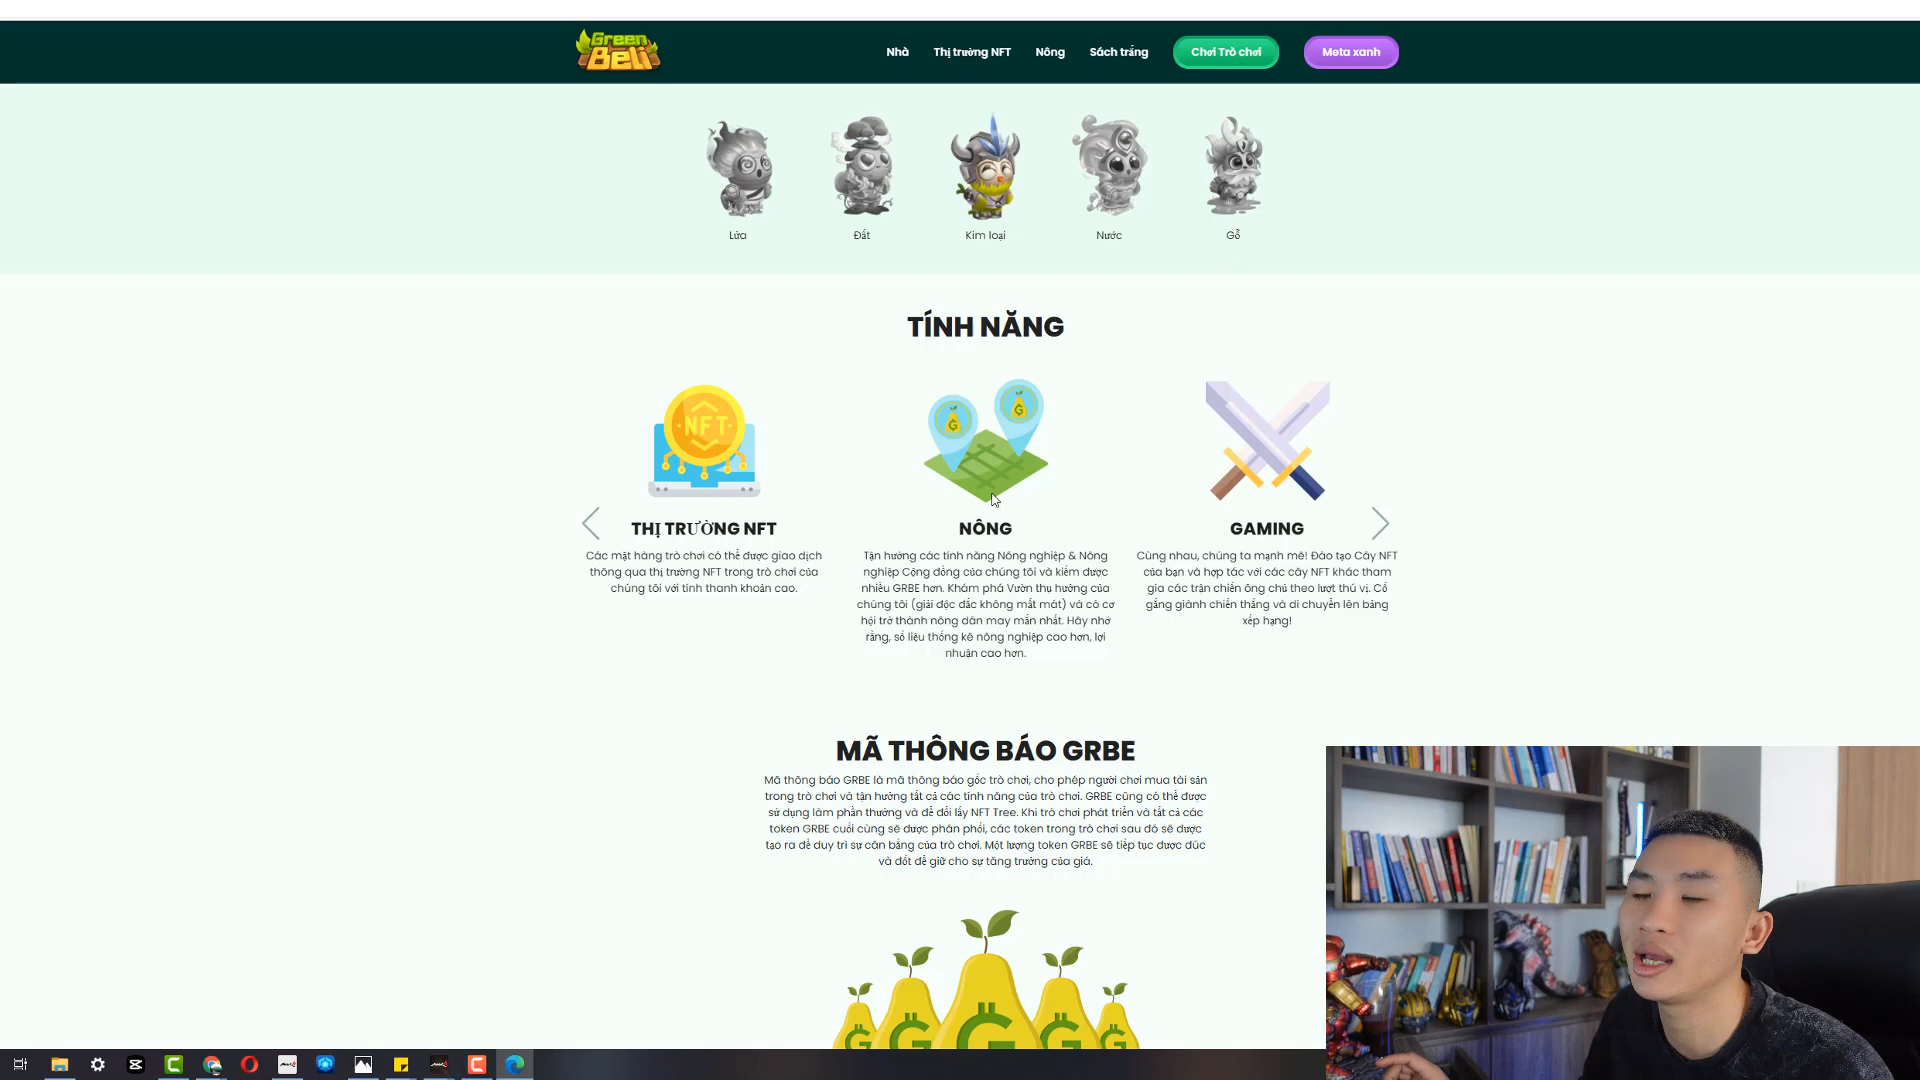 Green
Beli
Nhà
Thị trường NFT
Nông
Sách trắng
Chơi Trò chơi
Meta xanh
Lửa
Đất
Kim loại
Nước
Gỗ
TÍNH NĂNG
NFT
THỊ TRƯỜNG NFT
Các mặt hàng trò chơi có thể được giao dịch
thông qua thị trường NFT trong trò chơi của
chúng tôi với tính thanh khoản cao.
NÔNG
Tận hưởng các tính năng Nông nghiệp & Nông
nghiệp Cộng đồng của chúng tôi và kiếm được
nhiều GRBE hơn. Khám phá Vườn thụ hưởng của
chúng tôi (giải độc đắc không mất mát) và có cơ
hội trở thành nông dân may mắn nhất. Hãy nhớ
rằng, số liệu thống kê nông nghiệp cao hơn, lợi
nhuận cao hơn.
GAMING
Cùng nhau, chúng ta mạnh mẽ! Đào tạo Cây NFT
của bạn và hợp tác với các cây NFT khác tham
gia các trận chiến ông chủ theo lượt thú vị. Cố
gắng giành chiến thắng và di chuyển lên bảng
xếp hạng!
MÃ THÔNG BÁO GRBE
Mã thông báo GRBE là mã thông báo gốc trò chơi, cho phép người chơi mua tài sản
trong trò chơi và tận hưởng tất cả các tính năng của trò chơi. GRBE cũng có thể được
sử dụng làm phần thưởng và để đổi lấy NFT Tree. Khi trò chơi phát triển và tất cả các
token GRBE cuối cùng sẽ được phân phối, các token trong trò chơi sau đó sẽ được
tạo ra để duy trì sự cân bằng của trò chơi. Một lượng token GRBE sẽ tiếp tục được đúc
và đốt để giữ cho sự tăng trưởng của giá.